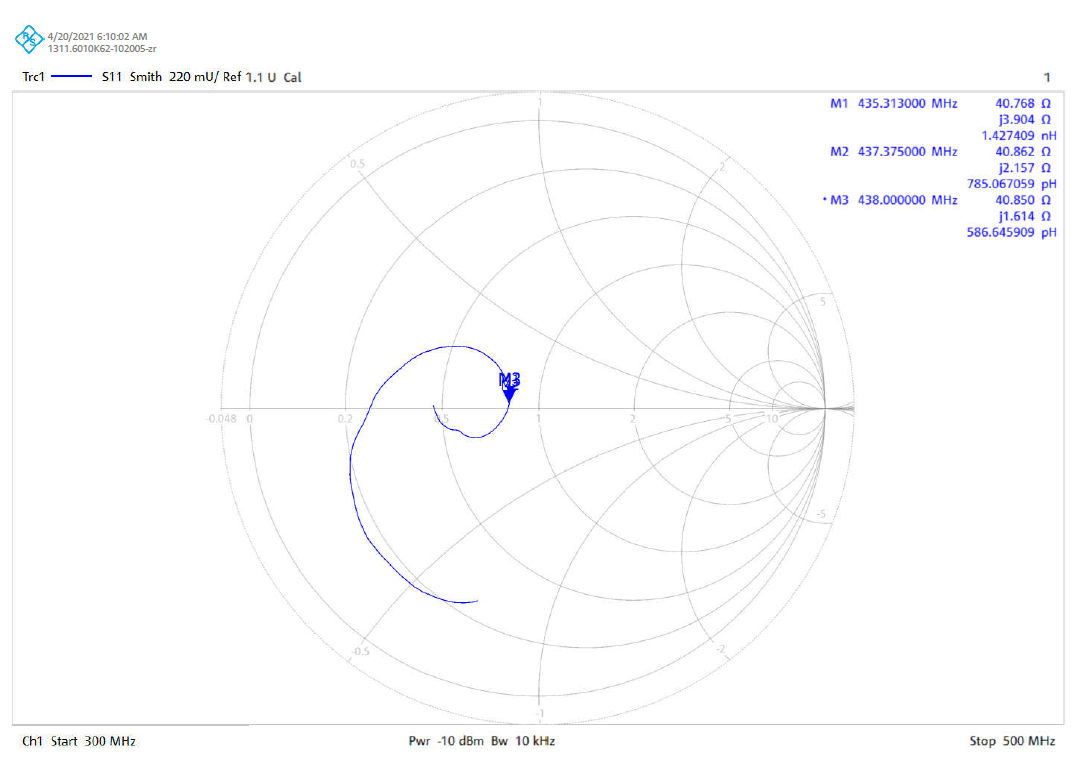 4/20/2021 6:10:02 AM
1311.6010K62-102005-zr
Trc1 S11 Smith 220 mU/ Ref 1.1 U Cal
1
M1 435.313000 MHz 40.768 Ω
j3.904 Ω
1.427409 nH
M2 437.375000 MHz 40.862 Ω
j2.157 Ω
785.067059 pH
• M3 438.000000 MHz 40.850 Ω
j1.614 Ω
586.645909 pH
1
0.5
2
5
-0.048 0 0.2 0.5 1 2 5 10
-5
-0.5
-2
-1
Ch1 Start 300 MHz Pwr -10 dBm Bw 10 kHz Stop 500 MHz